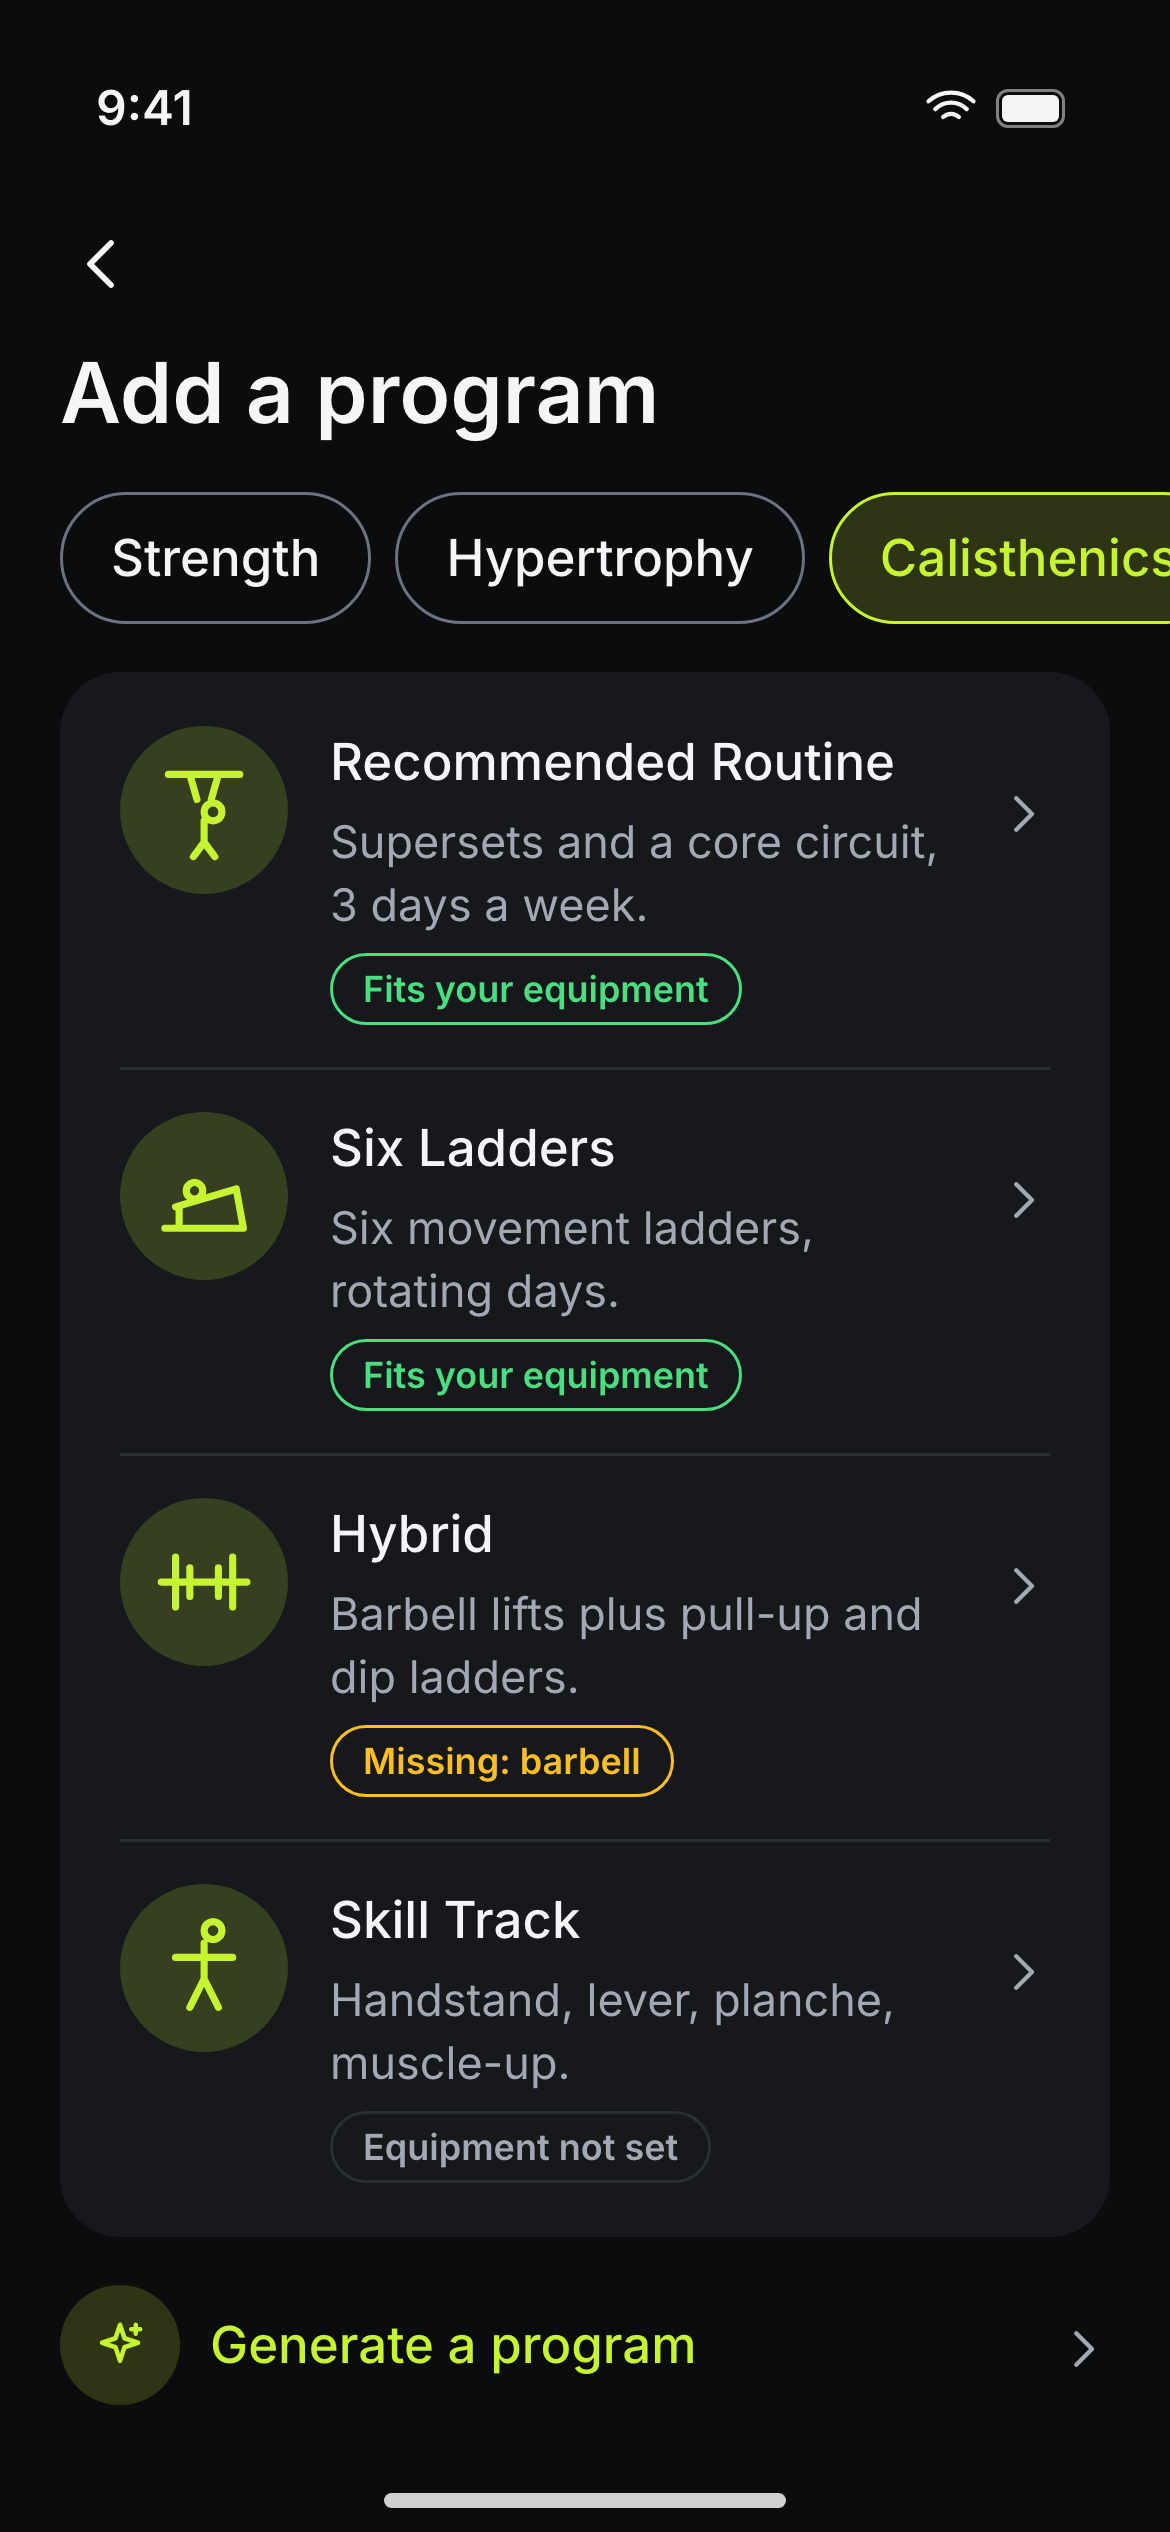 9:41
Add a program
Strength
Hypertrophy
Calisthenics
Recommended Routine
Supersets and a core circuit,
3 days a week.
Fits your equipment
Six Ladders
Six movement ladders,
rotating days.
Fits your equipment
Hybrid
Barbell lifts plus pull-up and
dip ladders.
Missing: barbell
Skill Track
Handstand, lever, planche,
muscle-up.
Equipment not set
Generate a program